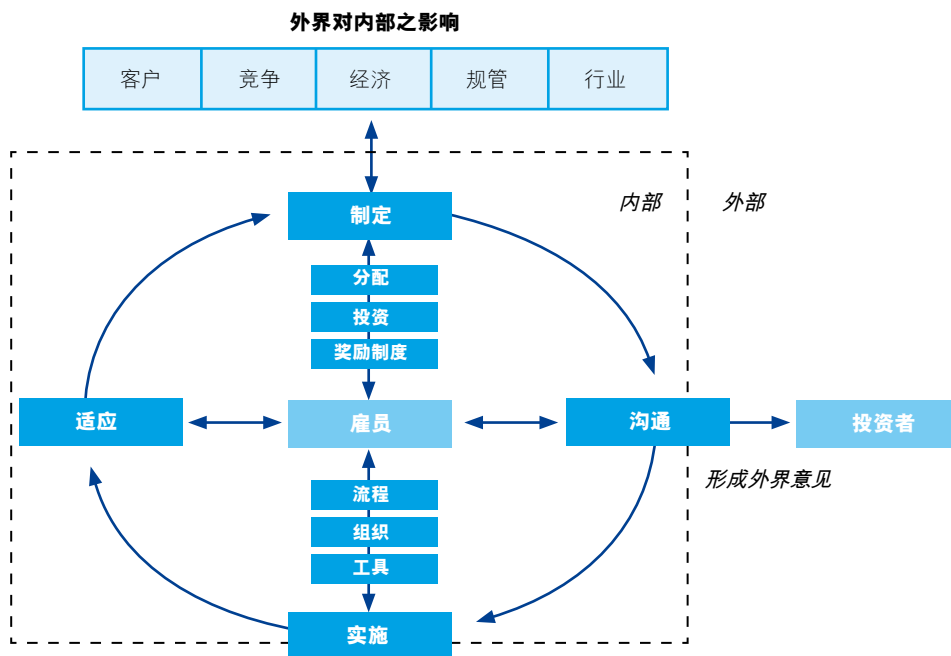 外界对内部之影响
客户 竞争 经济 规管 行业
内部 外部
制定
分配
投资
奖励制度
适应 雇员 沟通 投资者
形成外界意见
流程
组织
工具
实施